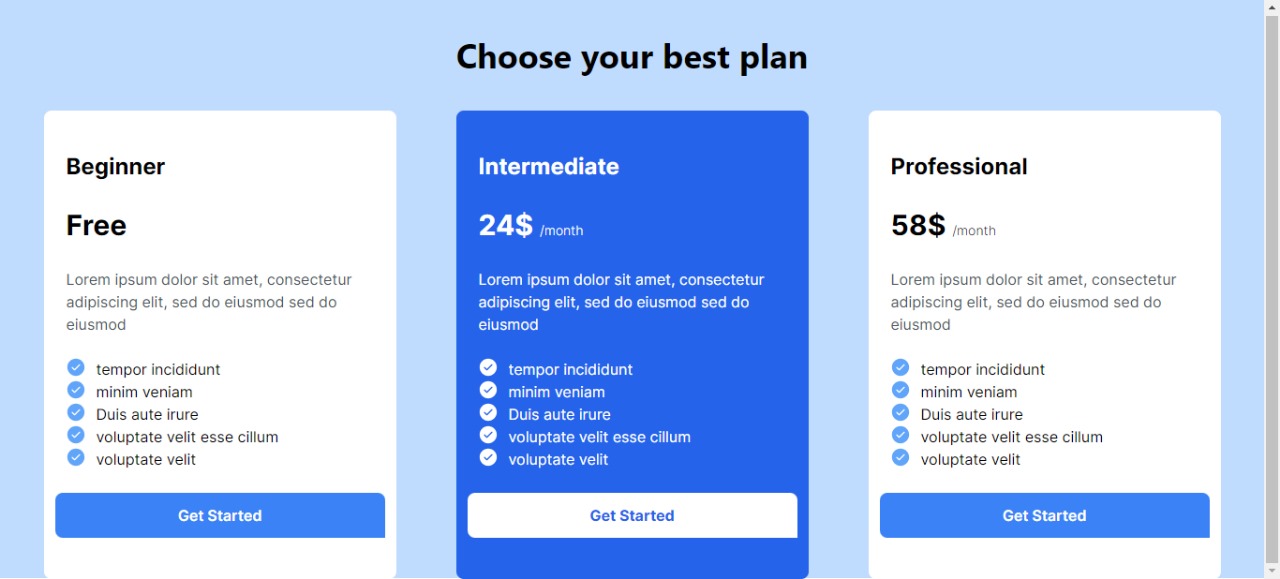 Choose your best plan
Beginner
Free
Lorem ipsum dolor sit amet, consectetur
adipiscing elit, sed do eiusmod sed do
eiusmod
tempor incididunt
minim veniam
Duis aute irure
voluptate velit esse cillum
voluptate velit
Get Started
Intermediate
24$ /month
Lorem ipsum dolor sit amet, consectetur
adipiscing elit, sed do eiusmod sed do
eiusmod
tempor incididunt
minim veniam
Duis aute irure
voluptate velit esse cillum
voluptate velit
Get Started
Professional
58$ /month
Lorem ipsum dolor sit amet, consectetur
adipiscing elit, sed do eiusmod sed do
eiusmod
tempor incididunt
minim veniam
Duis aute irure
voluptate velit esse cillum
voluptate velit
Get Started